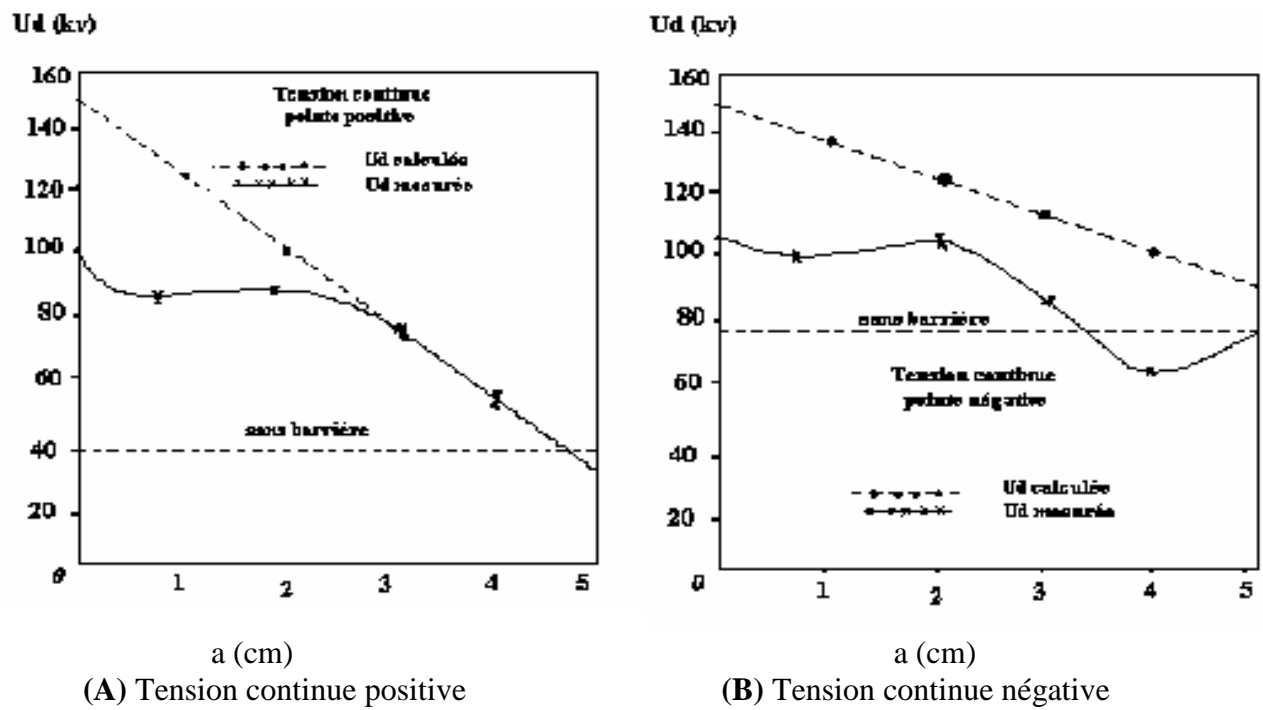 Ud (kv)
160
140
120
100
80
60
40
20
0
1
2
3
4
5
Tension continue
pointe positive
Ud calculée
Ud mesurée
sans barrière
a (cm)
(A) Tension continue positive
Ud (kv)
160
140
120
100
80
60
40
20
0
1
2
3
4
5
sans barrière
Tension continue
pointe négative
Ud calculée
Ud mesurée
a (cm)
(B) Tension continue négative